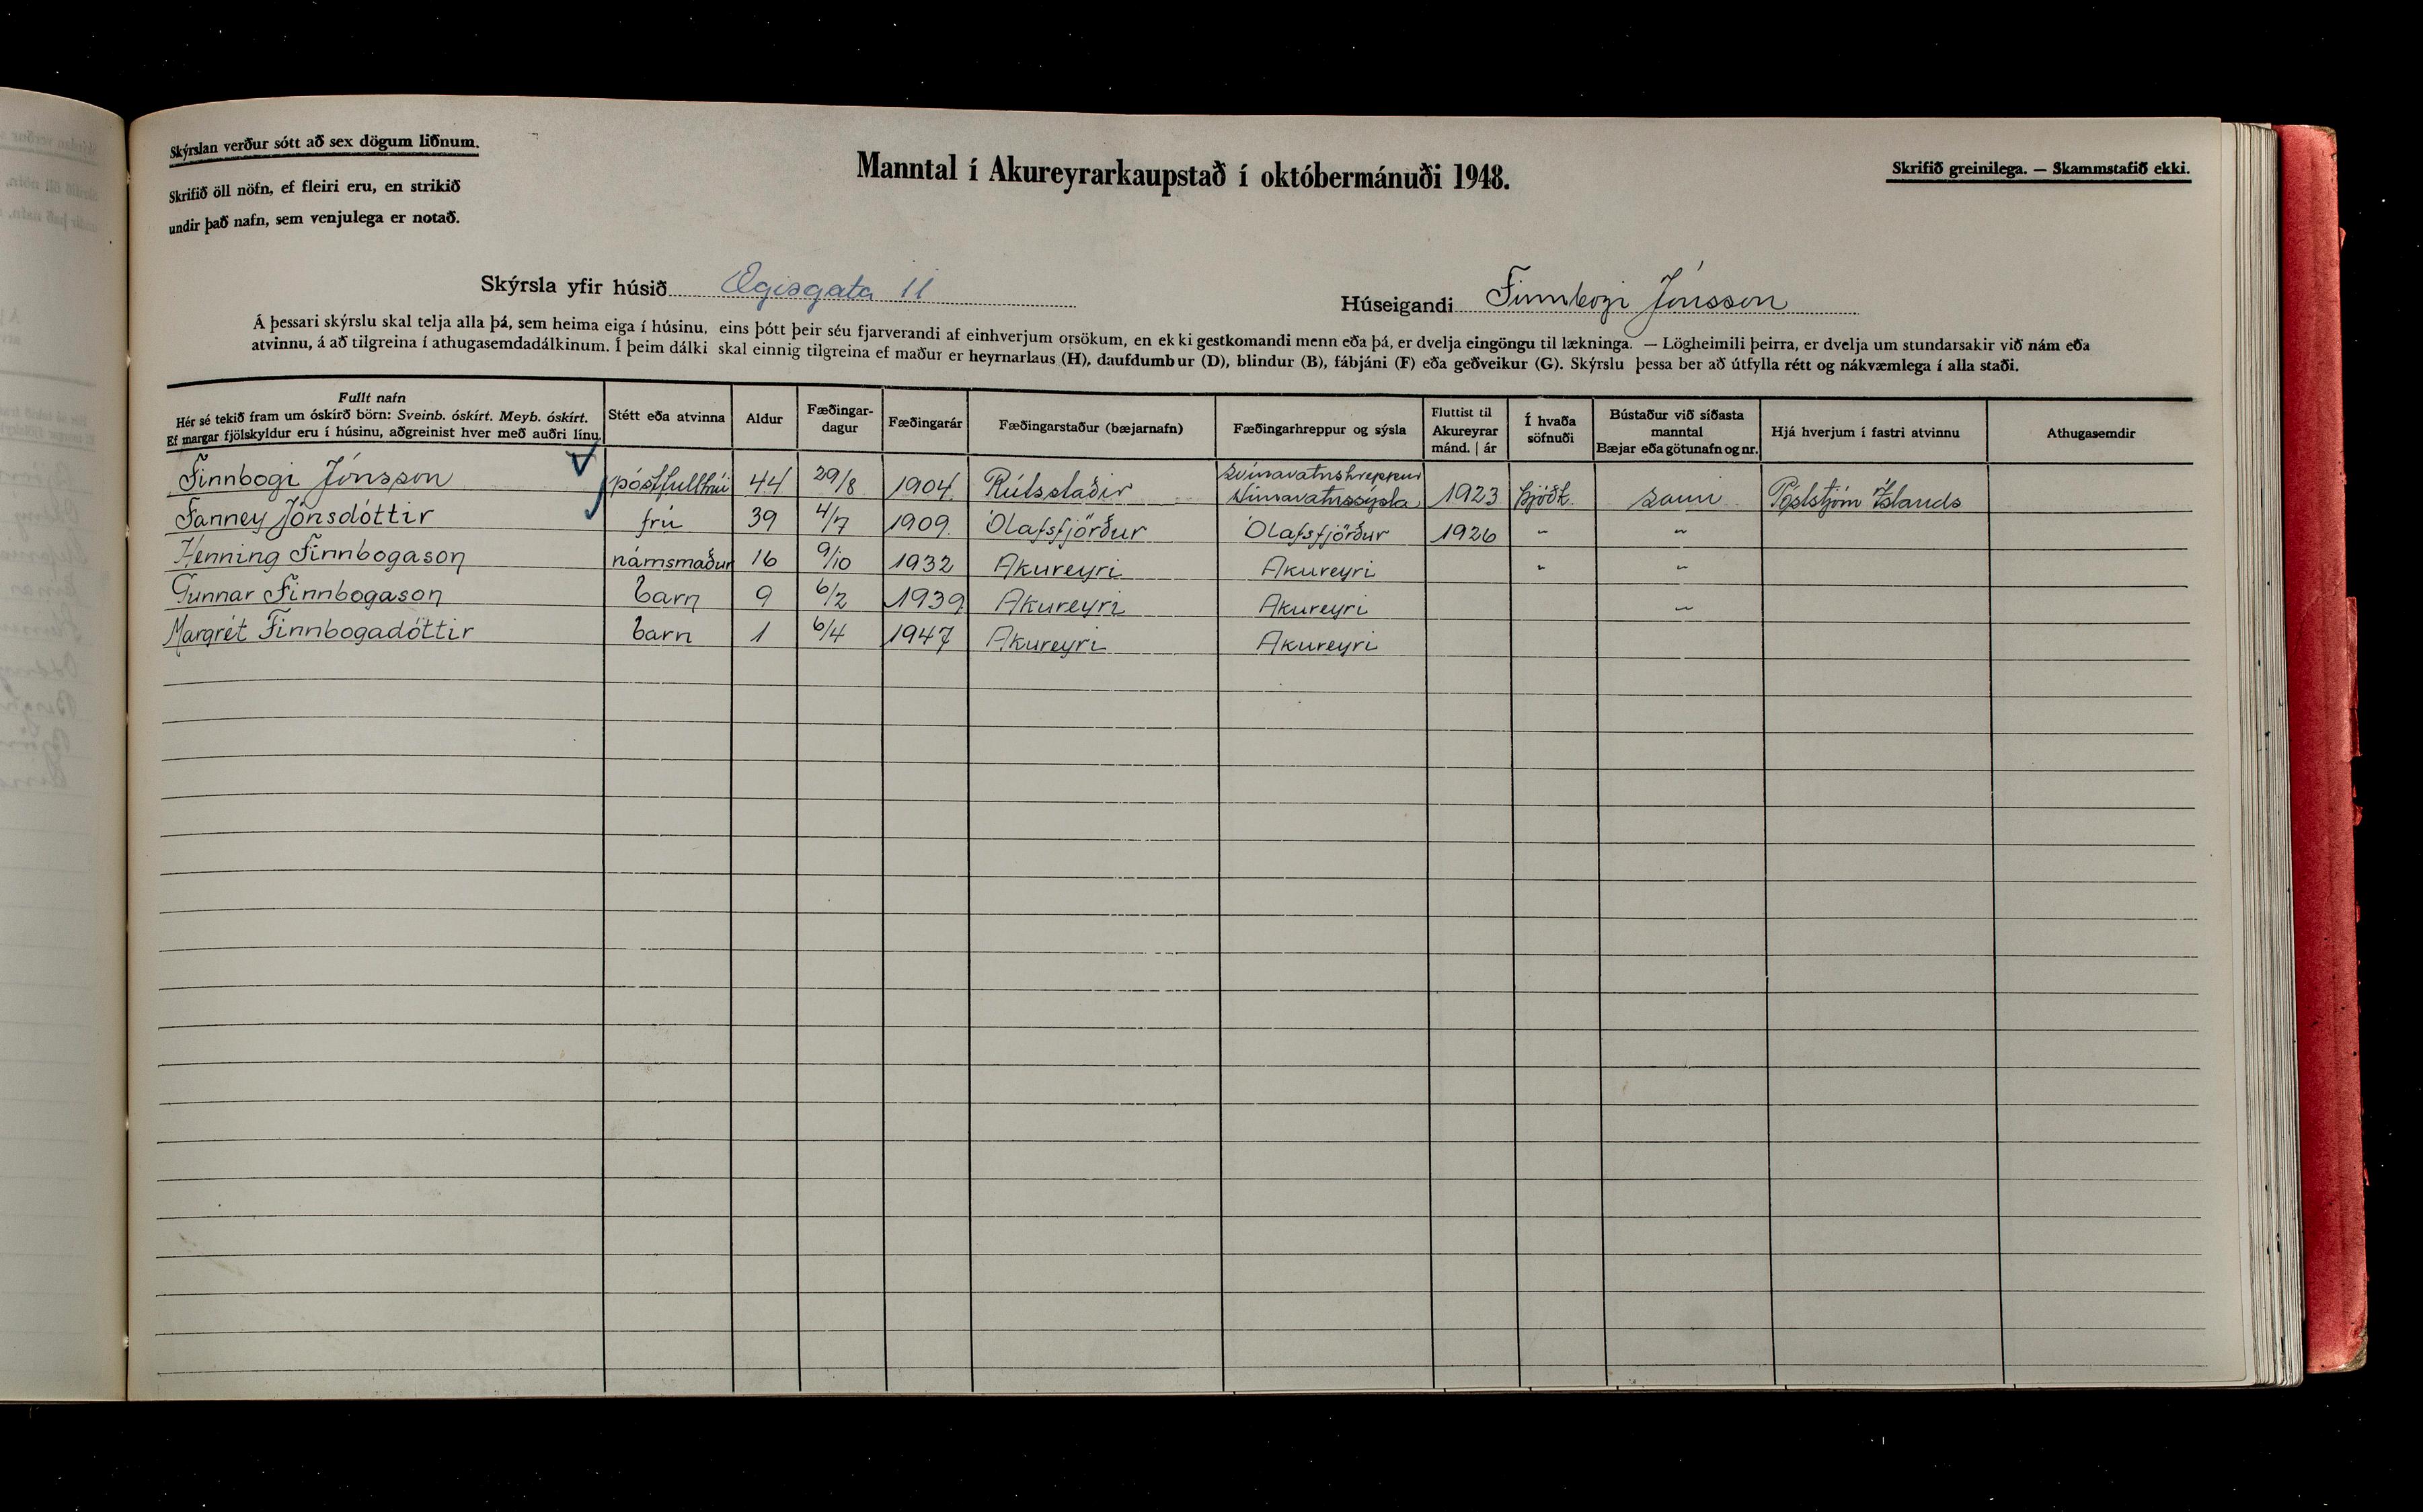 Skýrslan verður sótt að sex dögum liðnum.
Skrifið öll nöfn, ef fleiri eru, en strikið
undir það nafn, sem venjulega er notað.
Manntal í Akureyrarkaupstað í októbermánuði 1948.
Skrifið greinilega. — Skammstafið ekki.
Skýrsla yfir húsið Ægisgata 11
Húseigandi Finnbogi Jónsson
Á þessari skýrslu skal telja alla þá, sem heima eiga í húsinu, eins þótt þeir séu fjarverandi af einhverjum orsökum, en ekki gestkomandi menn eða þá, er dvelja eingöngu til lækninga. — Lögheimili þeirra, er dvelja um stundarsakir við nám eða
atvinnu, á að tilgreina í athugasemdadálkinum. Í þeim dálki skal einnig tilgreina ef maður er heyrnarlaus (H), daufdumbur (D), blindur (B), fábjáni (F) eða geðveikur (G). Skýrslu þessa ber að útfylla rétt og nákvæmlega í alla staði.
Fullt nafn
Hér sé tekið fram um óskírð börn: Sveinb. óskírt. Meyb. óskírt.
Ef margar fjölskyldur eru í húsinu, aðgreinist hver með auðri línu.
Stétt eða atvinna
Aldur
Fæðingar-
dagur
Fæðingarár
Fæðingarstaður (bæjarnafn)
Fæðingarhreppur og sýsla
Fluttist til
Akureyrar
mánd. | ár
Í hvaða
söfnuði
Bústaður við síðasta
manntal
Bæjar eða götunafn og nr.
Hjá hverjum í fastri atvinnu
Athugasemdir
Finnbogi Jónsson póstfulltrúi 44 29/8 1904 Rútsstaðir Svínavatnshreppur 1923 þjóðk. sami Póststjórn Íslands
Fanney Jónsdóttir frú 39 4/7 1909 Ólafsfjörður Ólafsfjörður 1926 " "
Henning Finnbogason námsmaður 16 9/10 1932 Akureyri Akureyri " "
Gunnar Finnbogason barn 9 6/2 1939 Akureyri Akureyri "
Margrét Finnbogadóttir barn 1 6/4 1947 Akureyri Akureyri